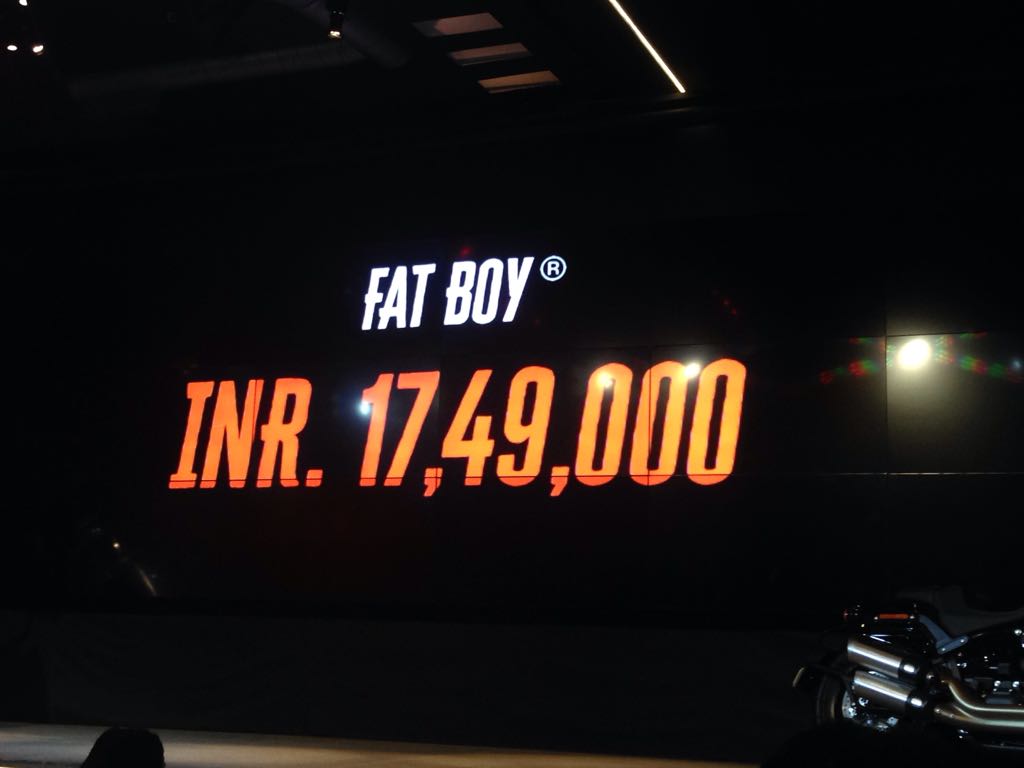 FAT BOY®
INR. 17,49,000